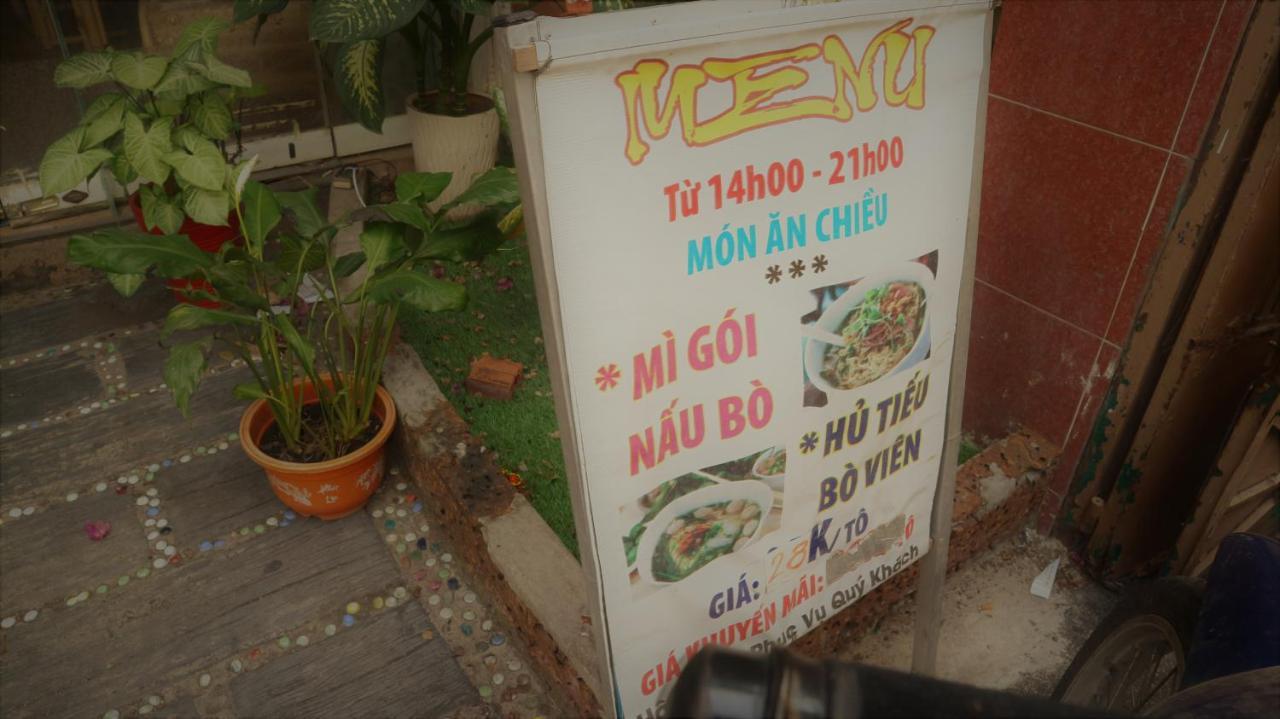 MENU
Từ 14h00 - 21h00
MÓN ĂN CHIỀU
***
* MÌ GÓI
NẤU BÒ
* HỦ TIẾU
BÒ VIÊN
GIÁ: 28K/TÔ
GIÁ KHUYẾN MÃI:
Phục Vụ Quý Khách